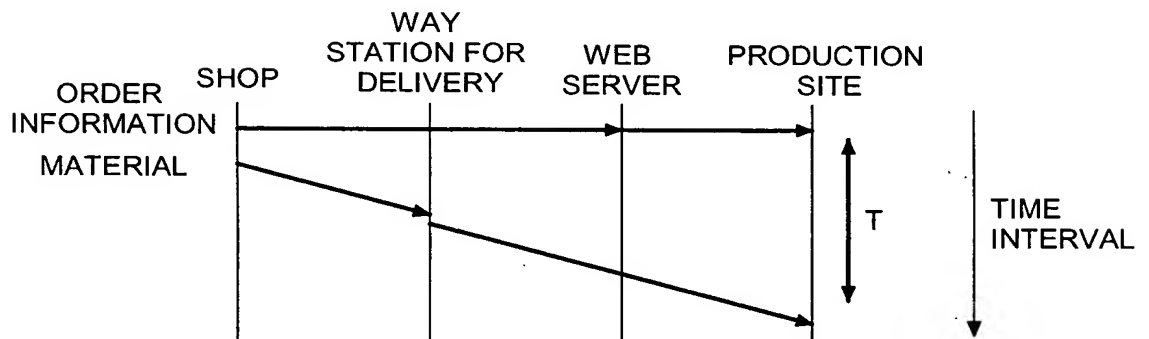 WAY
STATION FOR
DELIVERY
SHOP
WEB
SERVER
PRODUCTION
SITE
ORDER
INFORMATION
MATERIAL
T
TIME
INTERVAL